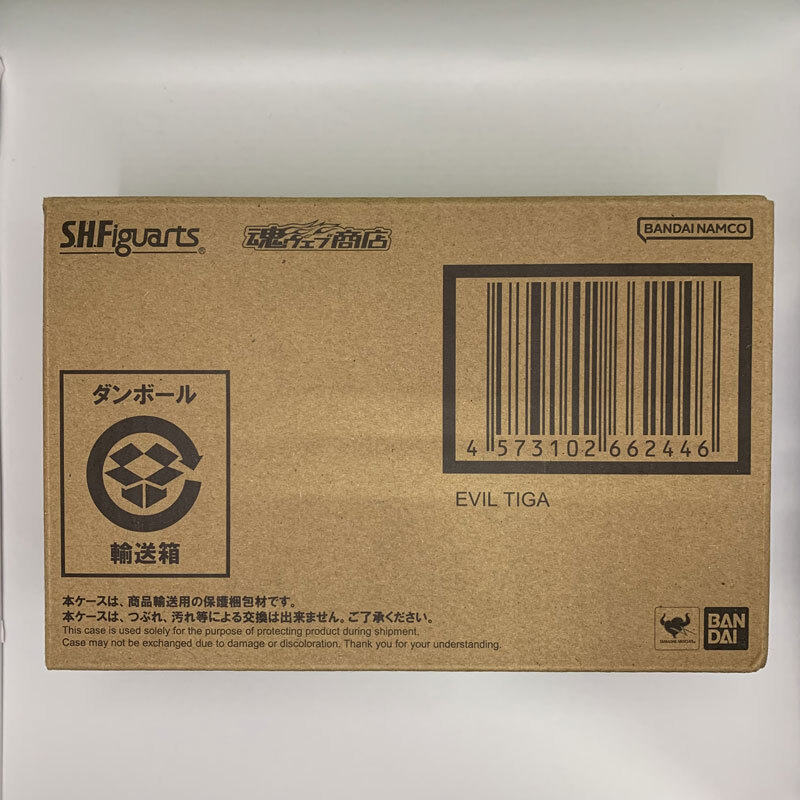 S.H.Figuarts®
魂ウェブ商店
BANDAI NAMCO
4 573102 662446
EVIL TIGA
ダンボール
輸送箱
本ケースは、商品輸送用の保護梱包材です。
本ケースは、つぶれ、汚れ等による交換は出来ません。ご了承ください。
This case is used solely for the purpose of protecting product during shipment.
Case may not be exchanged due to damage or discoloration. Thank you for your understanding.
BAN
DAI